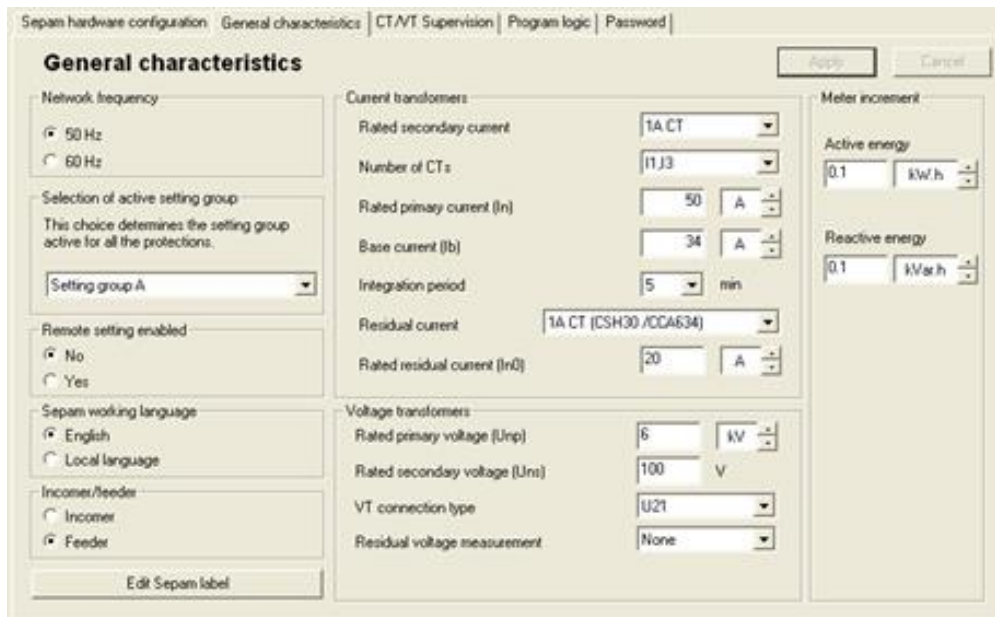 Sepam hardware configuration General characteristics CT/VT Supervision Program logic Password
General characteristics
Apply Cancel
Network frequency
50 Hz
60 Hz
Selection of active setting group
This choice determines the setting group
active for all the protections.
Setting group A
Remote setting enabled
No
Yes
Sepam working language
English
Local language
Incomer/feeder
Incomer
Feeder
Edit Sepam label
Current transformers
Rated secondary current 1A CT
Number of CTs I1,I3
Rated primary current (In) 50 A
Base current (Ib) 34 A
Integration period 5 min
Residual current 1A CT (CSH30 /CCA634)
Rated residual current (In0) 20 A
Voltage transformers
Rated primary voltage (Unp) 6 kV
Rated secondary voltage (Uns) 100 V
VT connection type U21
Residual voltage measurement None
Meter increment
Active energy
0.1 kW.h
Reactive energy
0.1 kVar.h